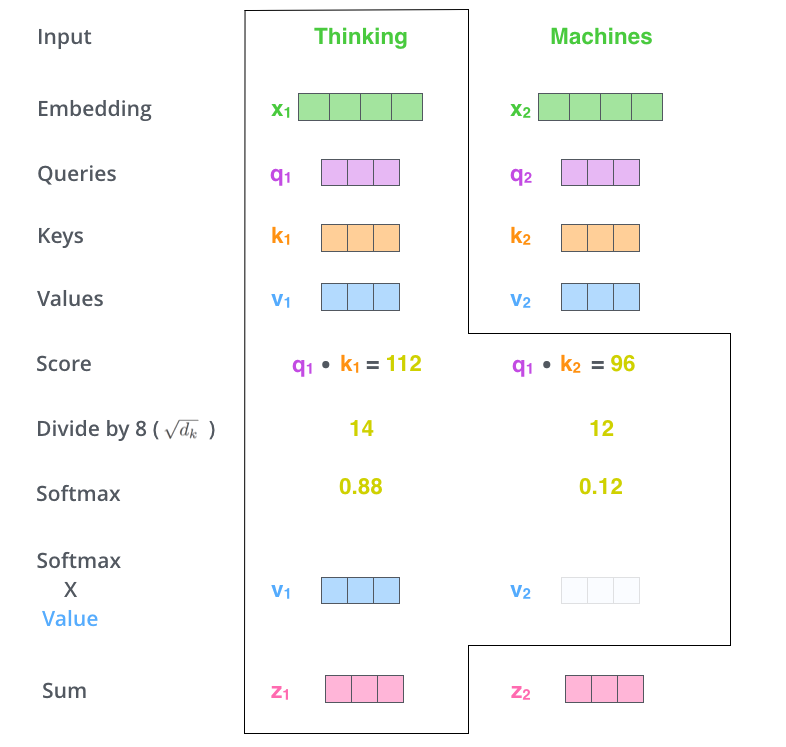 Input Thinking Machines
Embedding x₁ x₂
Queries q₁ q₂
Keys k₁ k₂
Values v₁ v₂
Score q₁ • k₁ = 112 q₁ • k₂ = 96
Divide by 8 ( √dₖ ) 14 12
Softmax 0.88 0.12
Softmax
X v₁ v₂
Value
Sum z₁ z₂